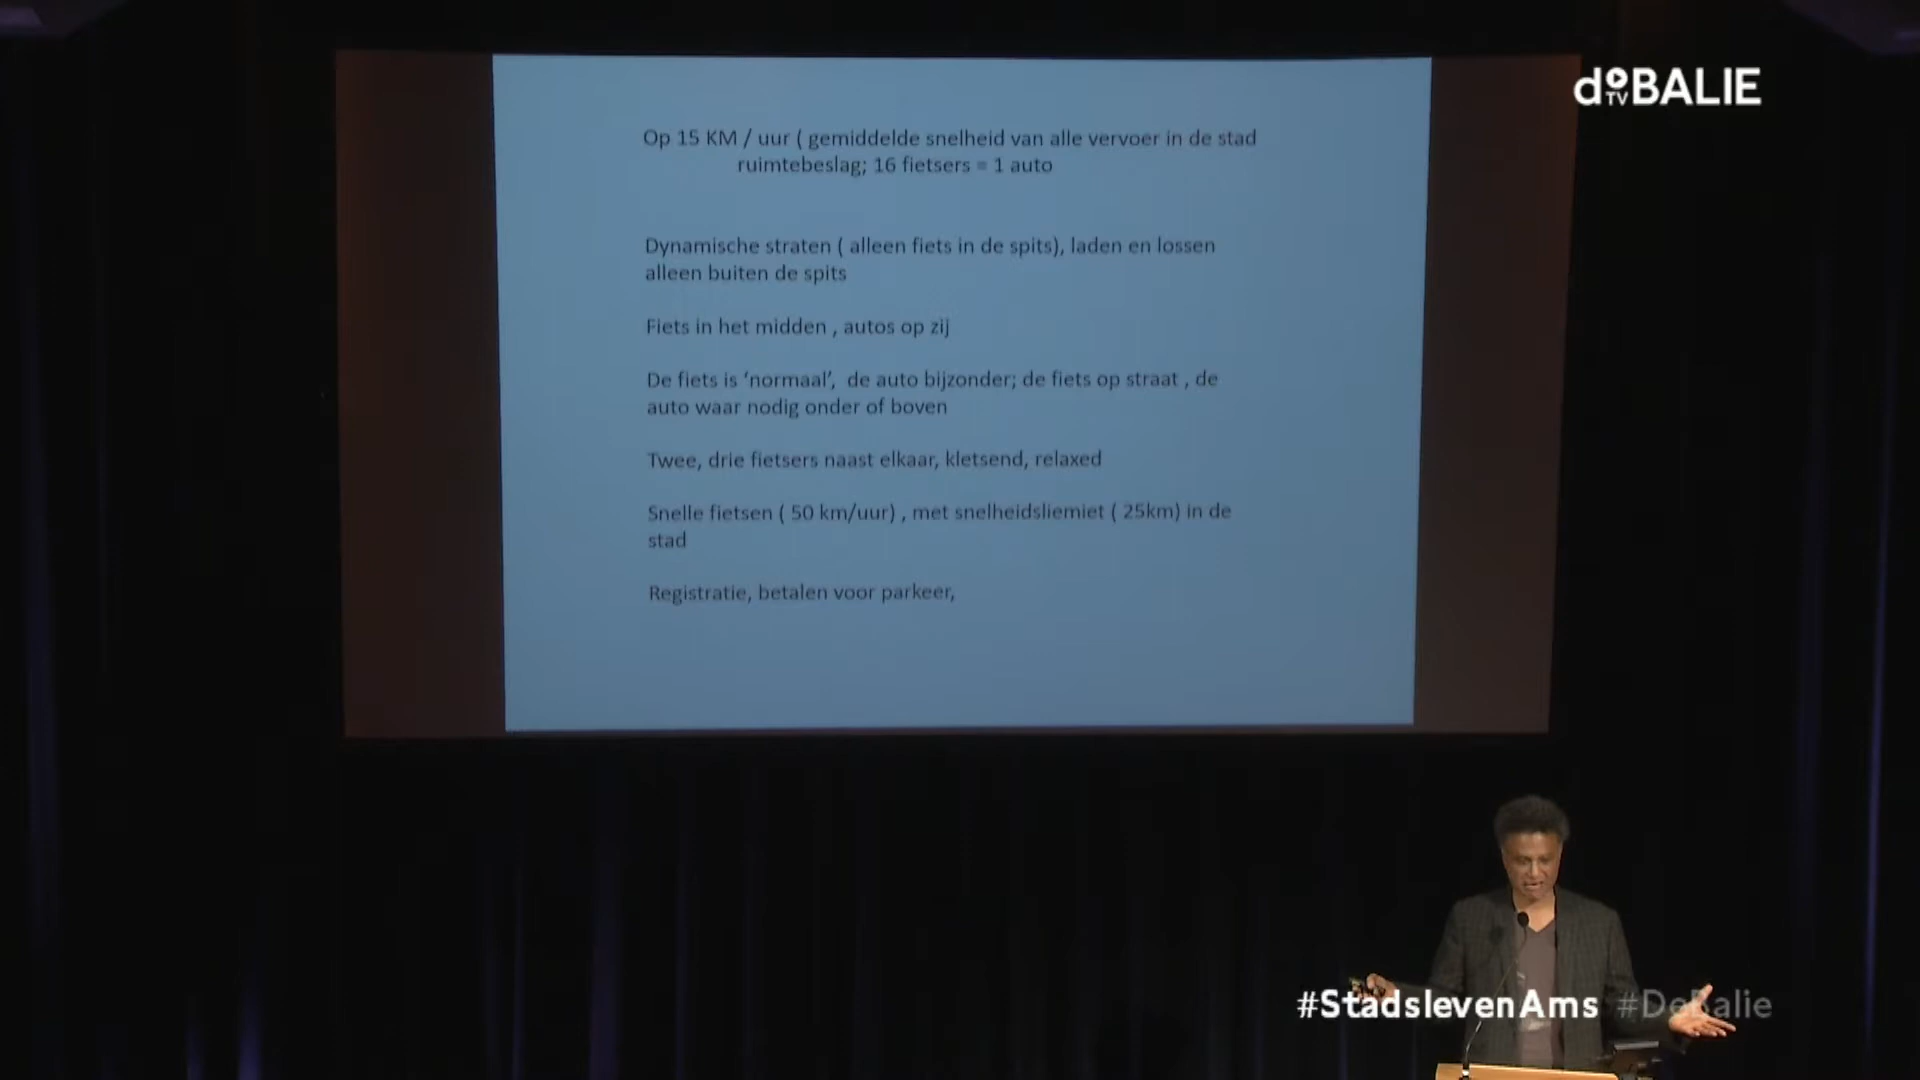 doTVBALIE
Op 15 KM / uur ( gemiddelde snelheid van alle vervoer in de stad
ruimtebeslag; 16 fietsers = 1 auto
Dynamische straten ( alleen fiets in de spits), laden en lossen
alleen buiten de spits
Fiets in het midden , autos op zij
De fiets is ‘normaal’, de auto bijzonder; de fiets op straat , de
auto waar nodig onder of boven
Twee, drie fietsers naast elkaar, kletsend, relaxed
Snelle fietsen ( 50 km/uur) , met snelheidsliemiet ( 25km) in de
stad
Registratie, betalen voor parkeer,
#StadslevenAms #DeBalie